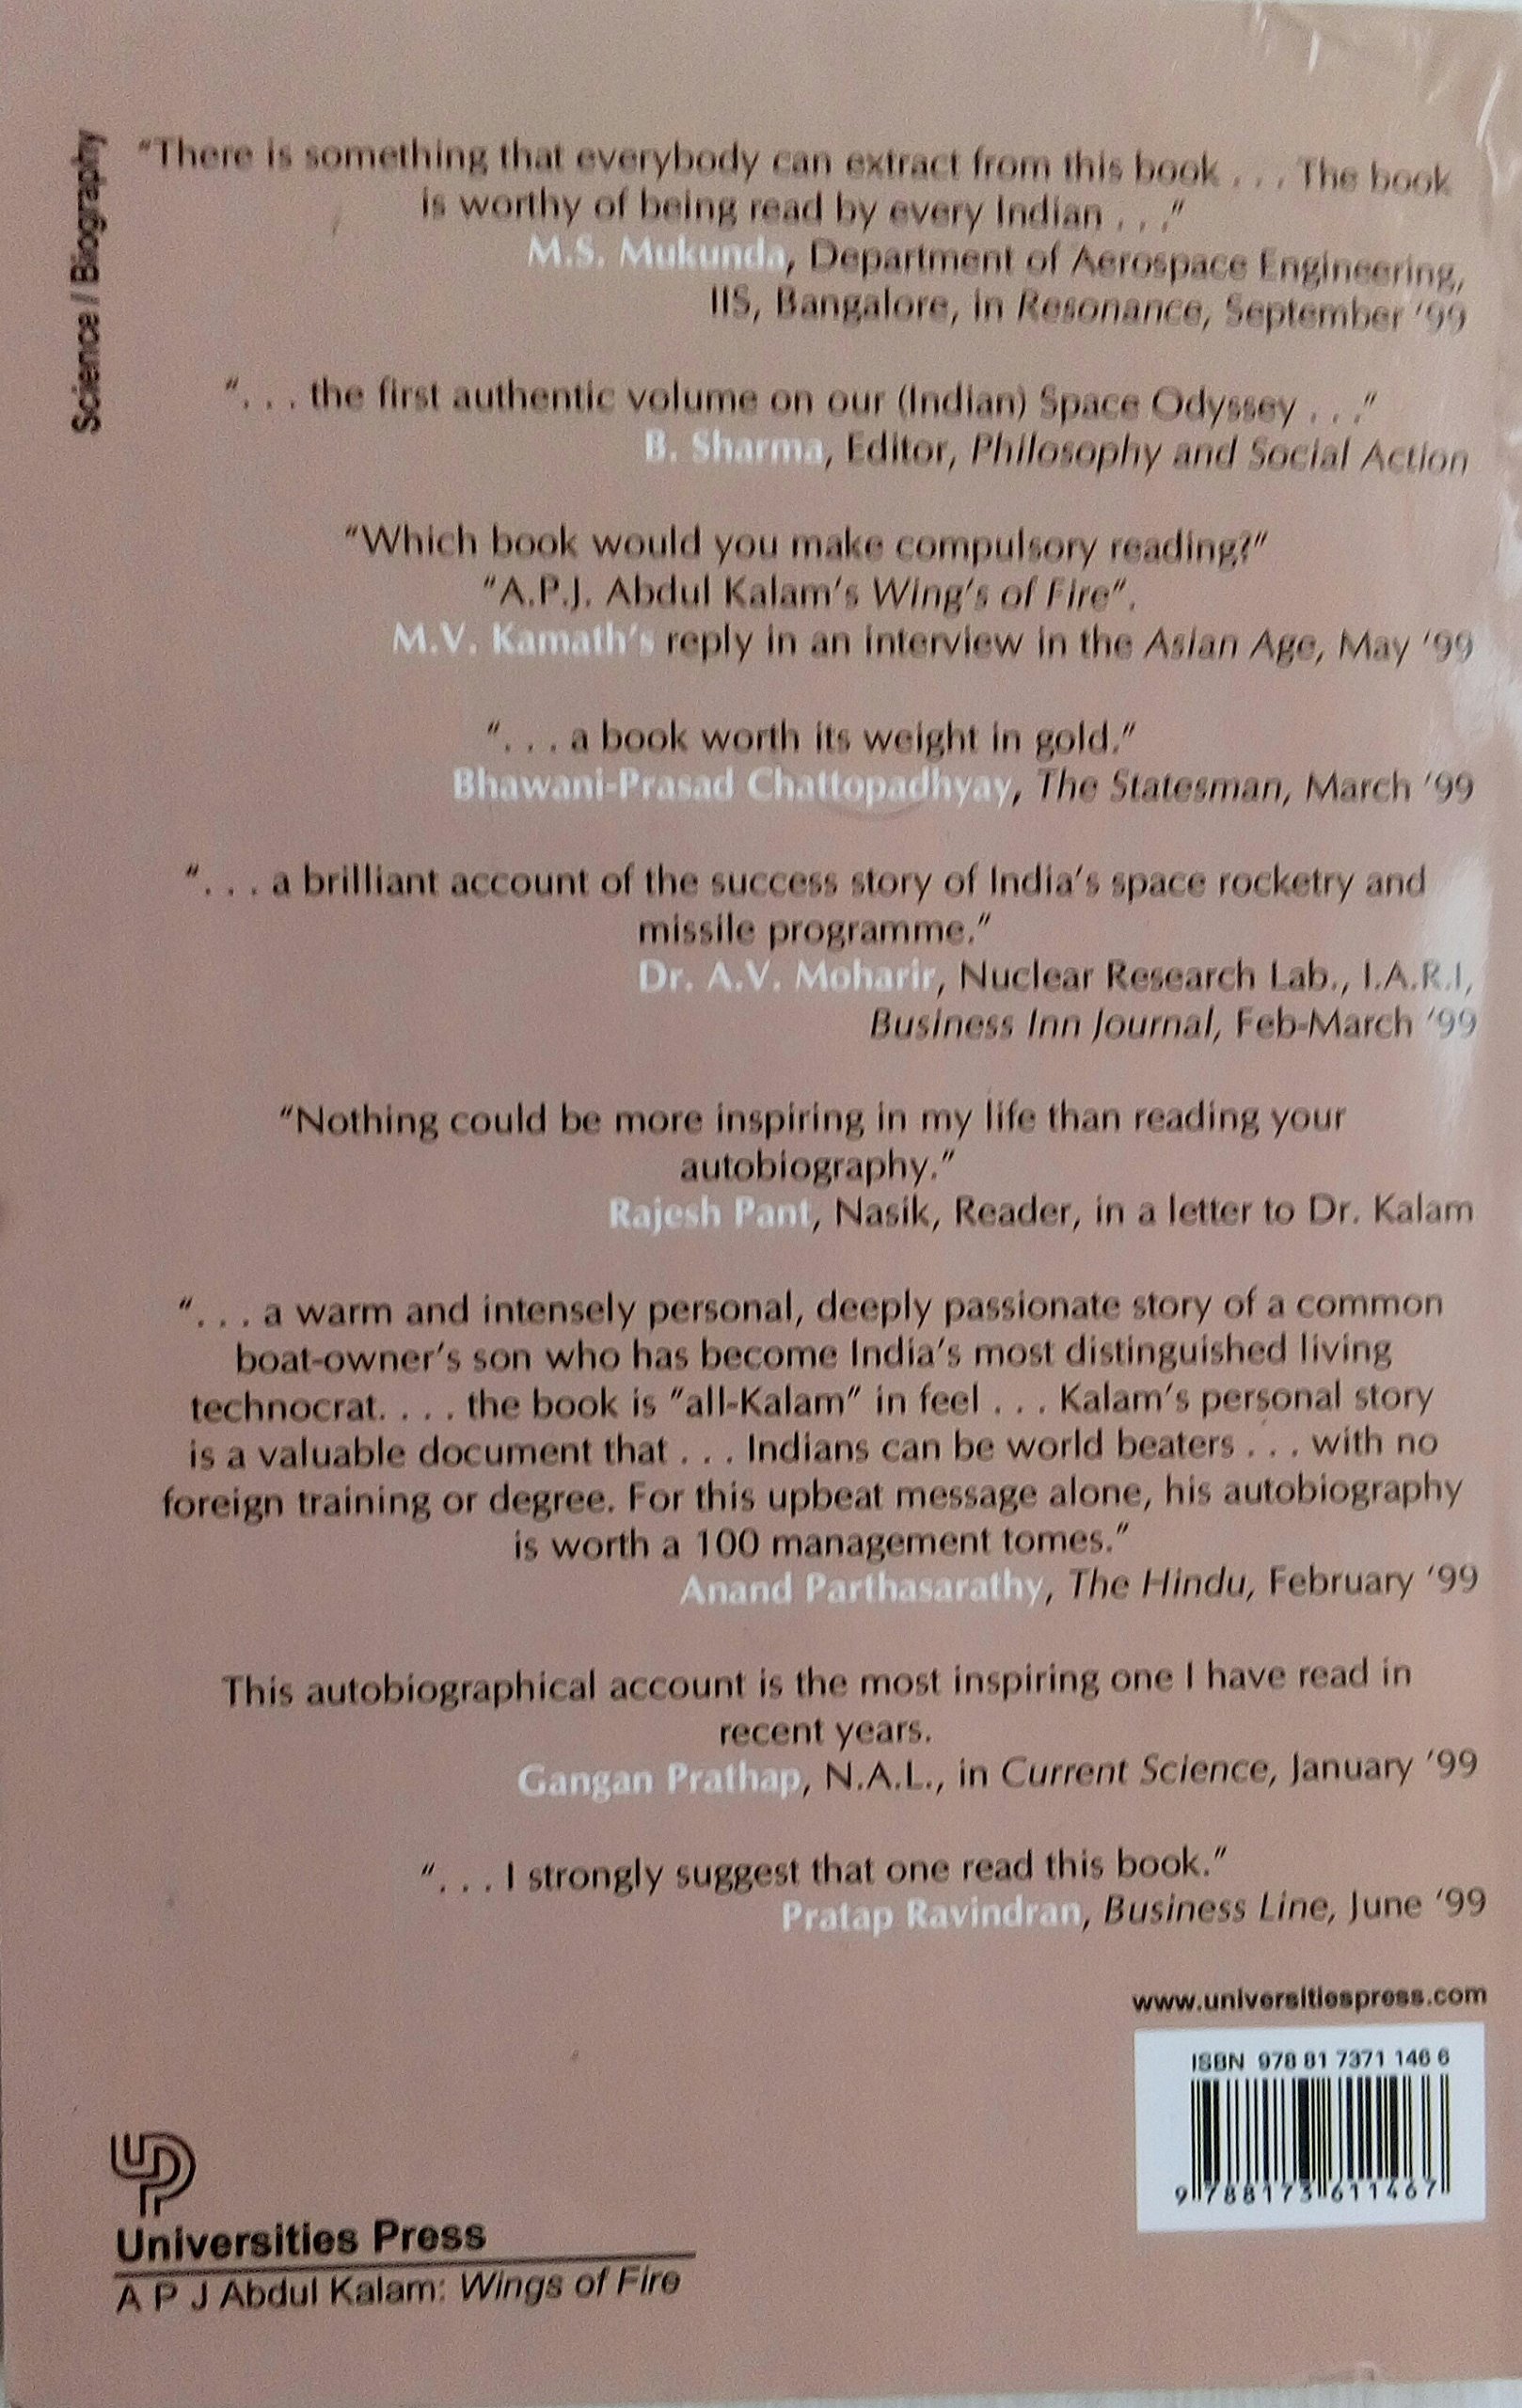 Science / Biography
"There is something that everybody can extract from this book . . . The book
is worthy of being read by every Indian . . ."
M.S. Mukunda, Department of Aerospace Engineering,
IIS, Bangalore, in Resonance, September '99
". . . the first authentic volume on our (Indian) Space Odyssey . . ."
B. Sharma, Editor, Philosophy and Social Action
"Which book would you make compulsory reading?"
"A.P.J. Abdul Kalam's Wing's of Fire".
M.V. Kamath's reply in an interview in the Asian Age, May '99
". . . a book worth its weight in gold."
Bhawani-Prasad Chattopadhyay, The Statesman, March '99
". . . a brilliant account of the success story of India's space rocketry and
missile programme."
Dr. A.V. Moharir, Nuclear Research Lab., I.A.R.I,
Business Inn Journal, Feb-March '99
"Nothing could be more inspiring in my life than reading your
autobiography."
Rajesh Pant, Nasik, Reader, in a letter to Dr. Kalam
". . . a warm and intensely personal, deeply passionate story of a common
boat-owner's son who has become India's most distinguished living
technocrat. . . . the book is "all-Kalam" in feel . . . Kalam's personal story
is a valuable document that . . . Indians can be world beaters . . . with no
foreign training or degree. For this upbeat message alone, his autobiography
is worth a 100 management tomes."
Anand Parthasarathy, The Hindu, February '99
This autobiographical account is the most inspiring one I have read in
recent years.
Gangan Prathap, N.A.L., in Current Science, January '99
". . . I strongly suggest that one read this book."
Pratap Ravindran, Business Line, June '99
www.universitiespress.com
ISBN 978 81 7371 146 6
9 788173 611467
UP
Universities Press
A P J Abdul Kalam: Wings of Fire